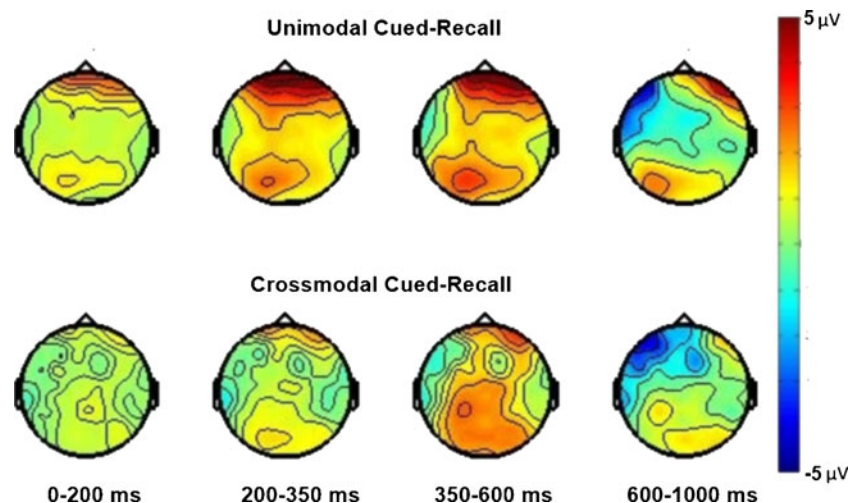 Unimodal Cued-Recall
5 µV
Crossmodal Cued-Recall
0-200 ms
200-350 ms
350-600 ms
600-1000 ms
-5 µV